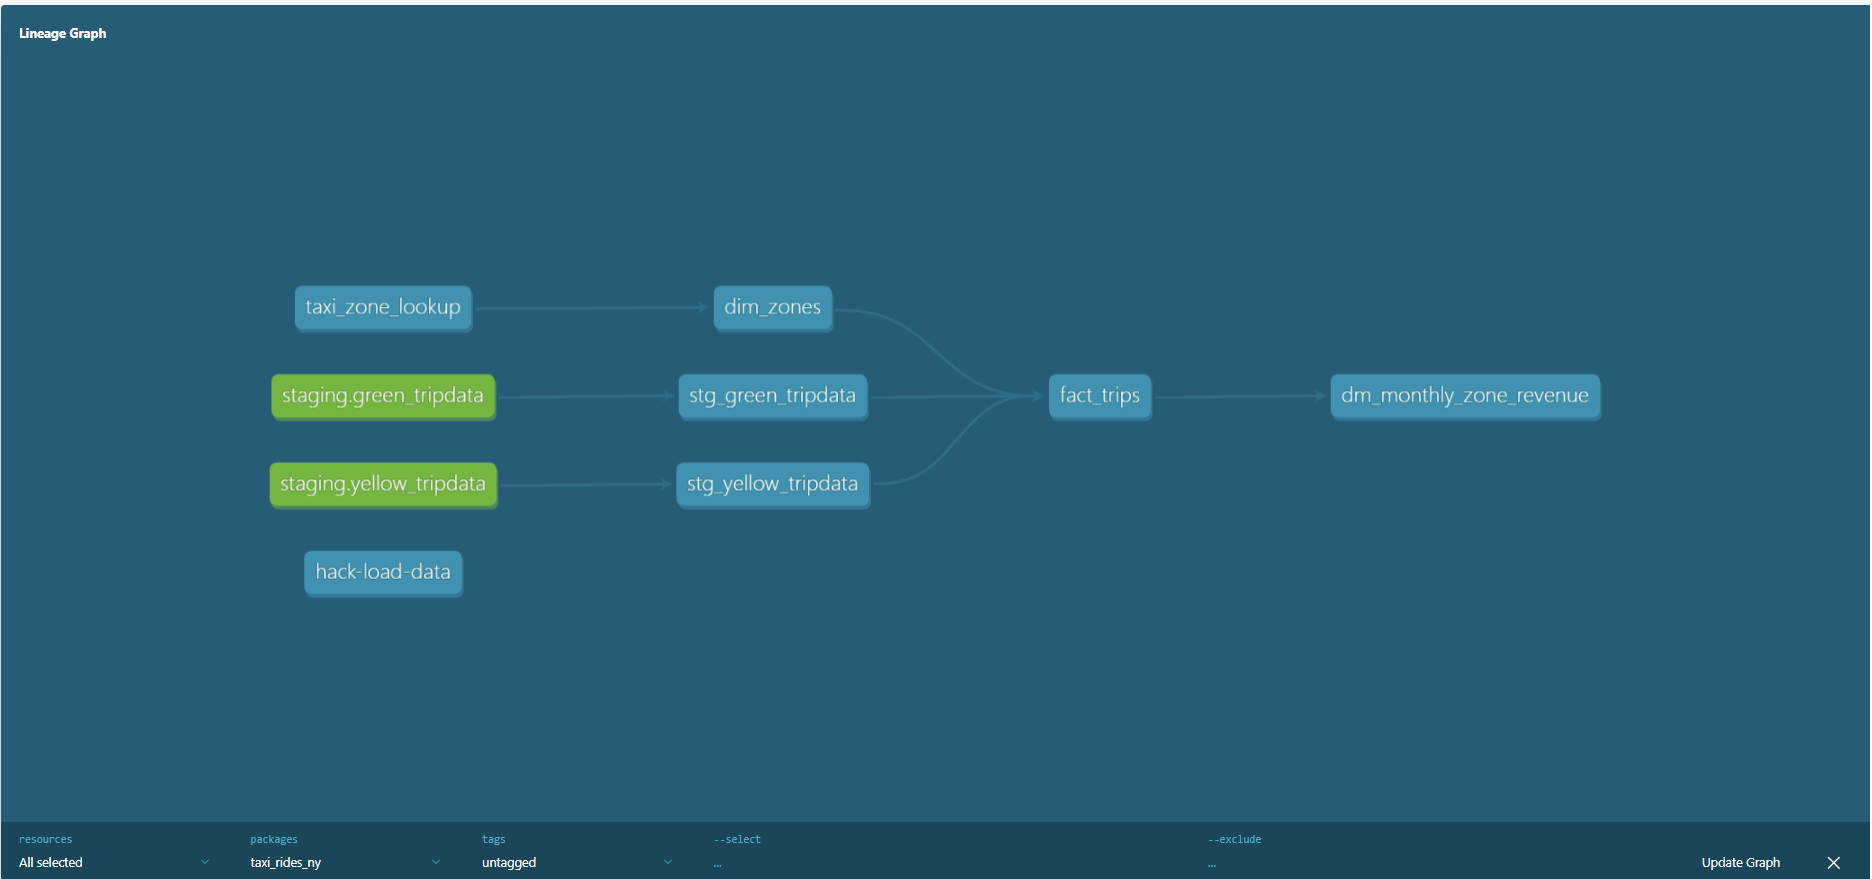 Lineage Graph
taxi_zone_lookup
dim_zones
staging.green_tripdata
stg_green_tripdata
fact_trips
dm_monthly_zone_revenue
staging.yellow_tripdata
stg_yellow_tripdata
hack-load-data
resources
packages
tags
--select
--exclude
All selected
taxi_rides_ny
untagged
...
...
Update Graph